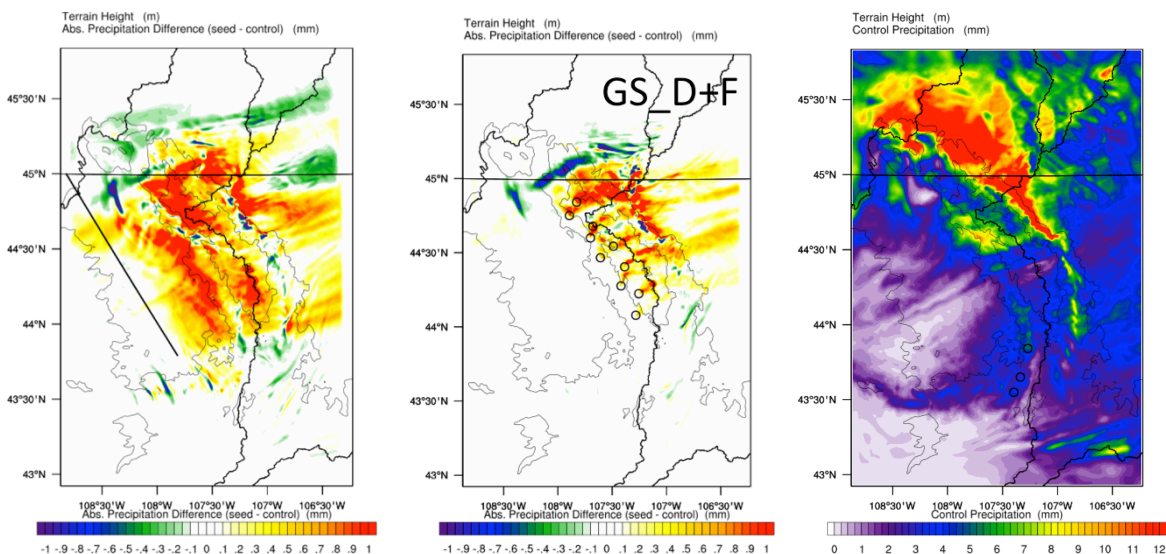 Terrain Height (m)
Abs. Precipitation Difference (seed - control) (mm)
45°30'N
45°N
44°30'N
44°N
43°30'N
43°N
108°30'W 108°W 107°30'W 107°W 106°30'W
Abs. Precipitation Difference (seed - control) (mm)
-1 -.9 -.8 -.7 -.6 -.5 -.4 -.3 -.2 -.1 0 .1 .2 .3 .4 .5 .6 .7 .8 .9 1
Terrain Height (m)
Abs. Precipitation Difference (seed - control) (mm)
GS_D+F
45°30'N
45°N
44°30'N
44°N
43°30'N
43°N
108°30'W 108°W 107°30'W 107°W 106°30'W
Abs. Precipitation Difference (seed - control) (mm)
-1 -.9 -.8 -.7 -.6 -.5 -.4 -.3 -.2 -.1 0 .1 .2 .3 .4 .5 .6 .7 .8 .9 1
Terrain Height (m)
Control Precipitation (mm)
45°30'N
45°N
44°30'N
44°N
43°30'N
43°N
108°30'W 108°W 107°30'W 107°W 106°30'W
Control Precipitation (mm)
0 1 2 3 4 5 6 7 8 9 10 11 12